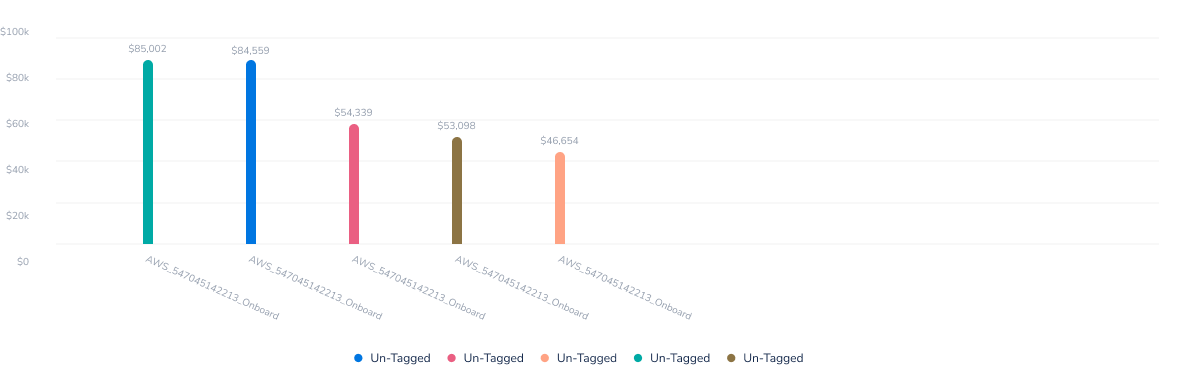 $100k
$80k
$60k
$40k
$20k
$0
$85,002
$84,559
$54,339
$53,098
$46,654
AWS_547045142213_Onboard
AWS_547045142213_Onboard
AWS_547045142213_Onboard
AWS_547045142213_Onboard
AWS_547045142213_Onboard
Un-Tagged Un-Tagged Un-Tagged Un-Tagged Un-Tagged